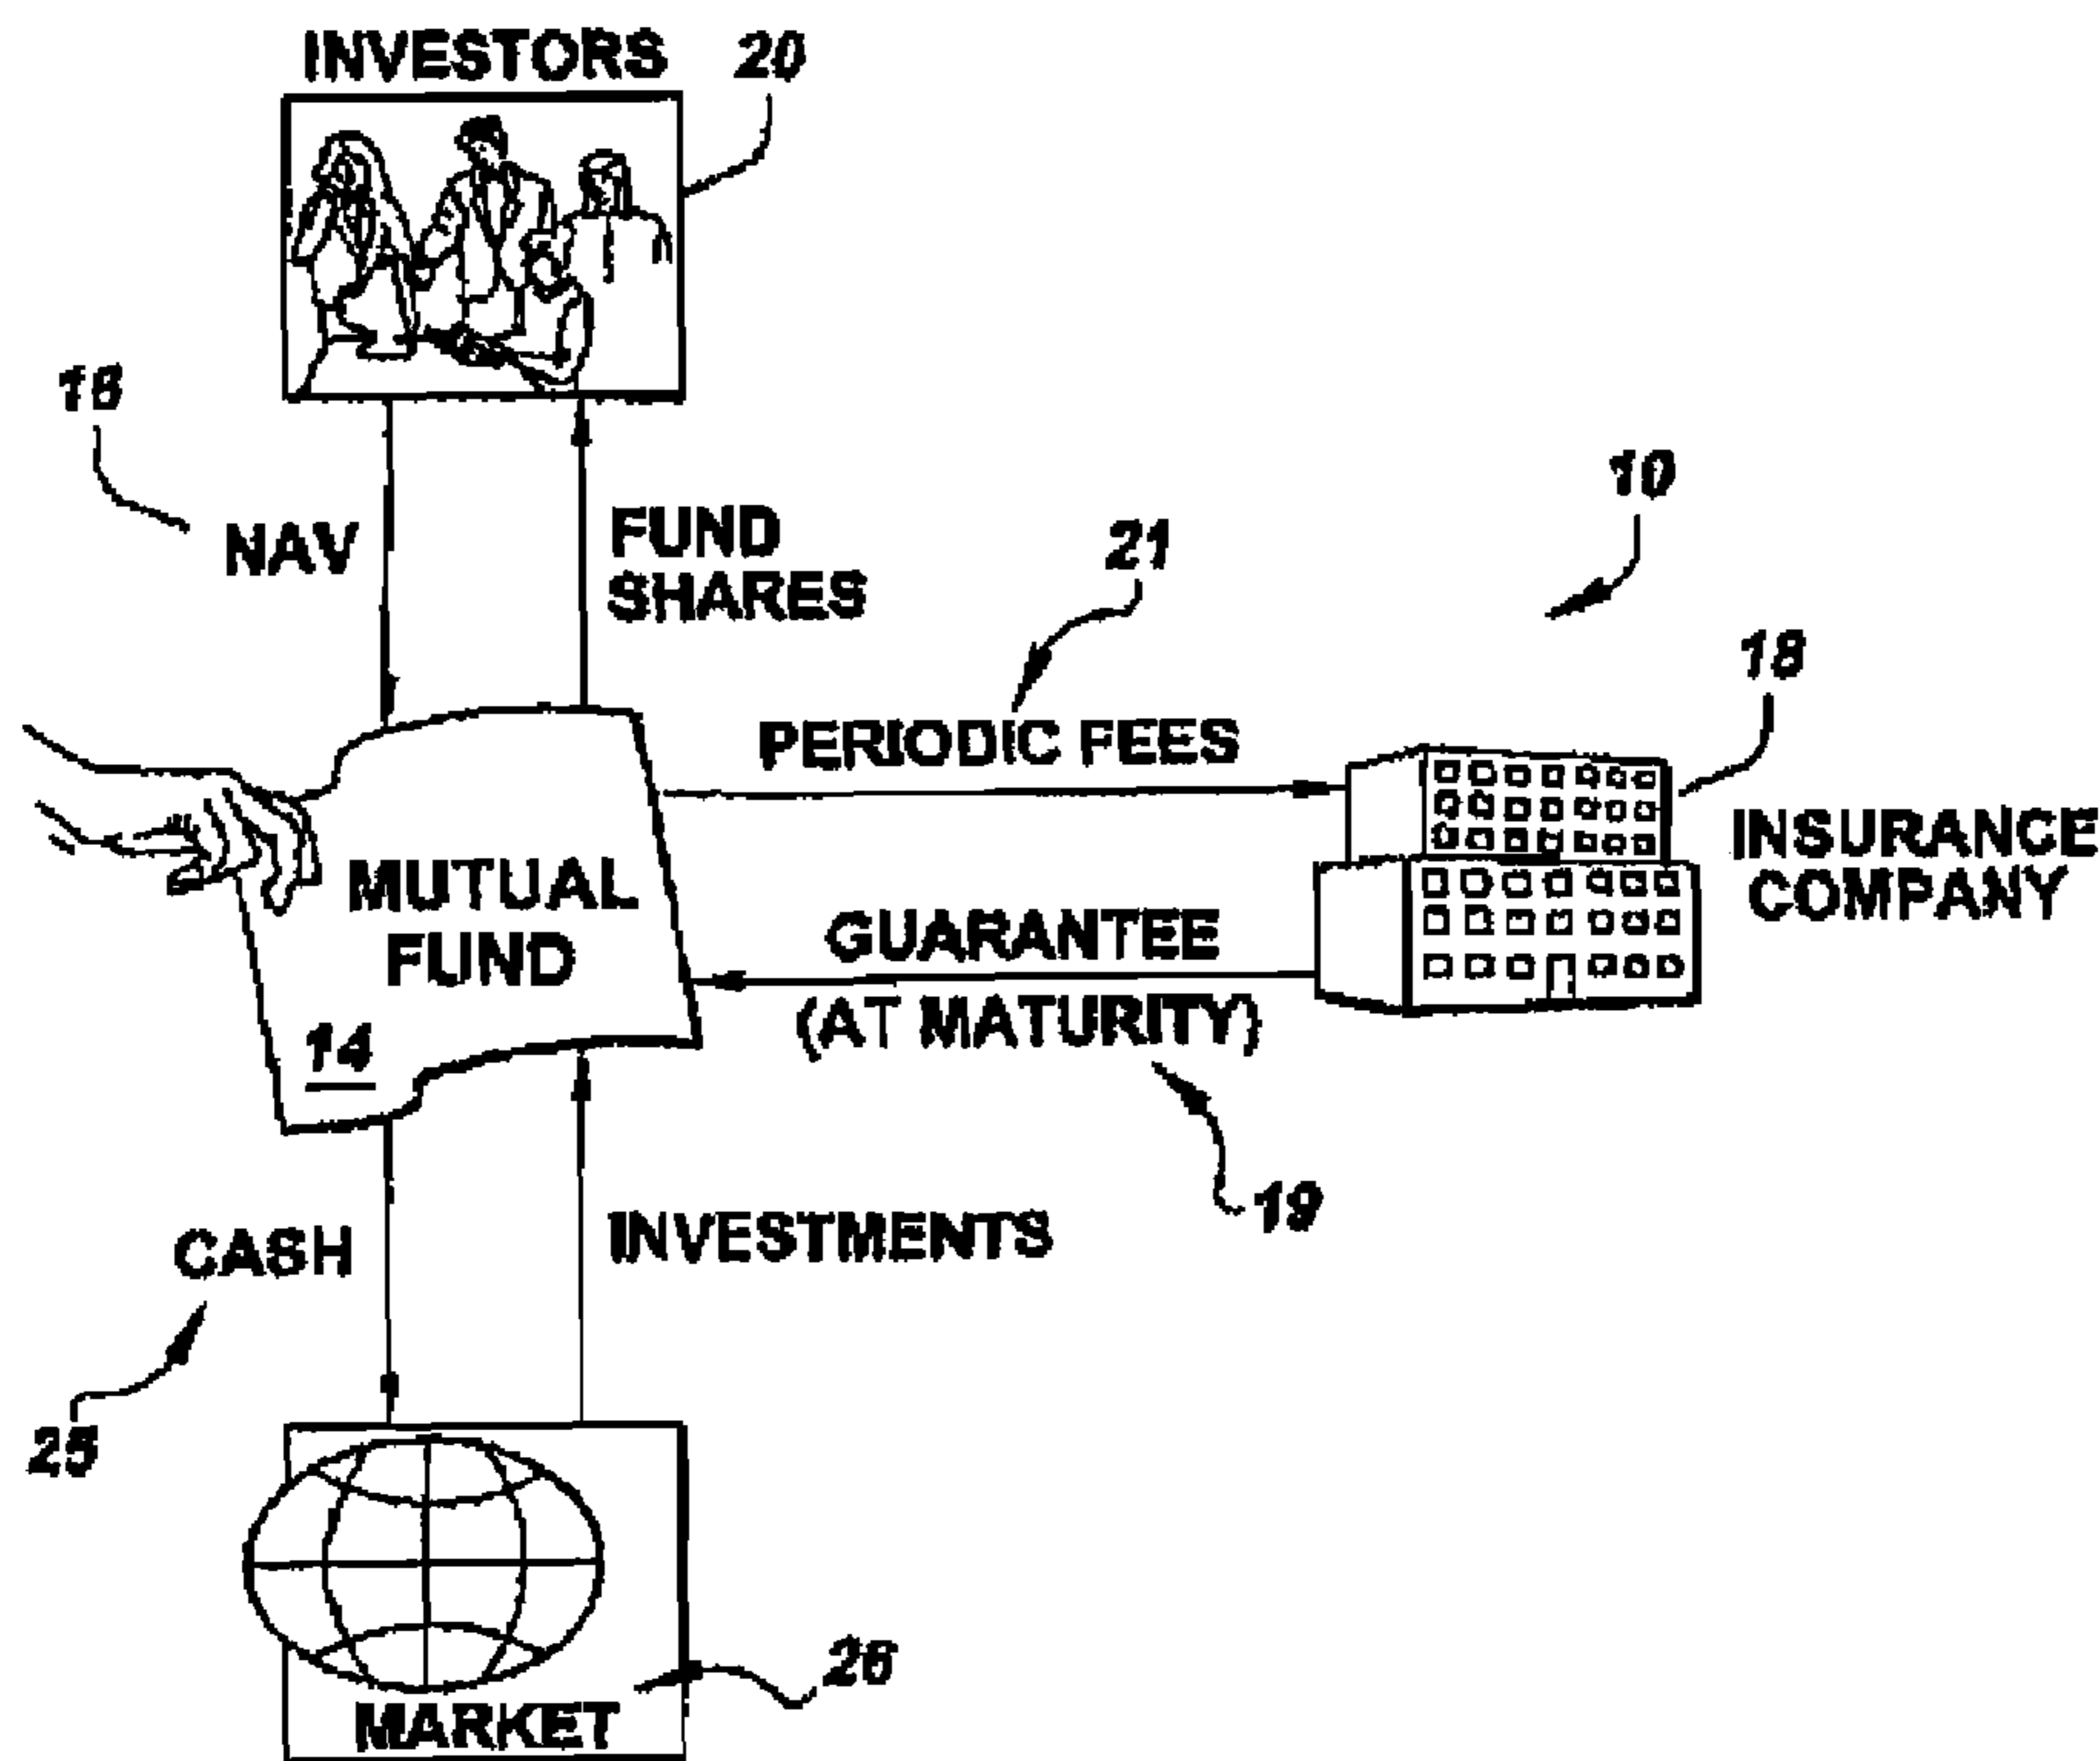 INVESTORS
20
16
NAV
FUND
SHARES
21
10
18
PERIODIC FEES
INSURANCE
COMPANY
MUTUAL
FUND
14
GUARANTEE
(AT MATURITY)
19
CASH
INVESTMENTS
25
26
MARKET